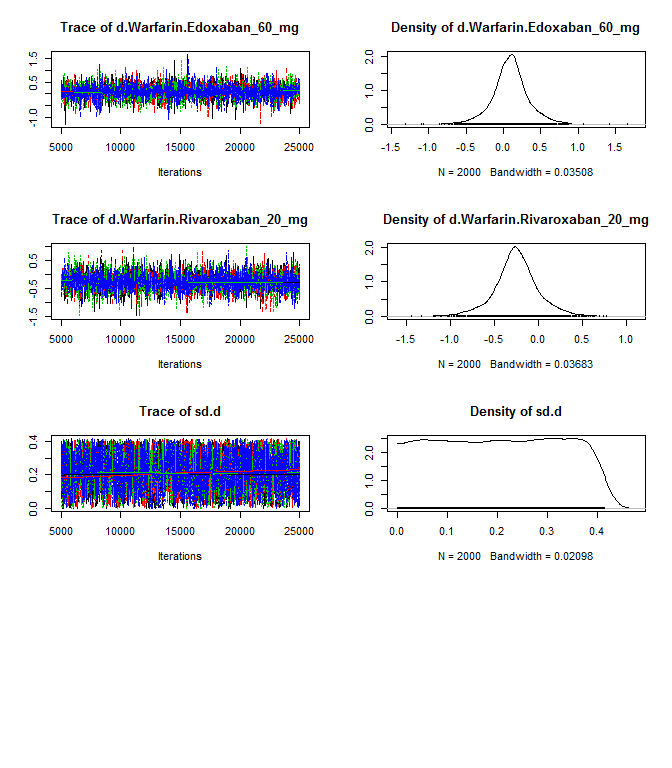 Trace of d.Warfarin.Edoxaban_60_mg
-1.0 0.5 1.5
5000 10000 15000 20000 25000
Iterations
Density of d.Warfarin.Edoxaban_60_mg
0.0 1.0 2.0
-1.5 -1.0 -0.5 0.0 0.5 1.0 1.5
N = 2000 Bandwidth = 0.03508
Trace of d.Warfarin.Rivaroxaban_20_mg
-1.5 -0.5 0.5
5000 10000 15000 20000 25000
Iterations
Density of d.Warfarin.Rivaroxaban_20_mg
0.0 1.0 2.0
-1.5 -1.0 -0.5 0.0 0.5 1.0
N = 2000 Bandwidth = 0.03683
Trace of sd.d
0.0 0.2 0.4
5000 10000 15000 20000 25000
Iterations
Density of sd.d
0.0 1.0 2.0
0.0 0.1 0.2 0.3 0.4
N = 2000 Bandwidth = 0.02098